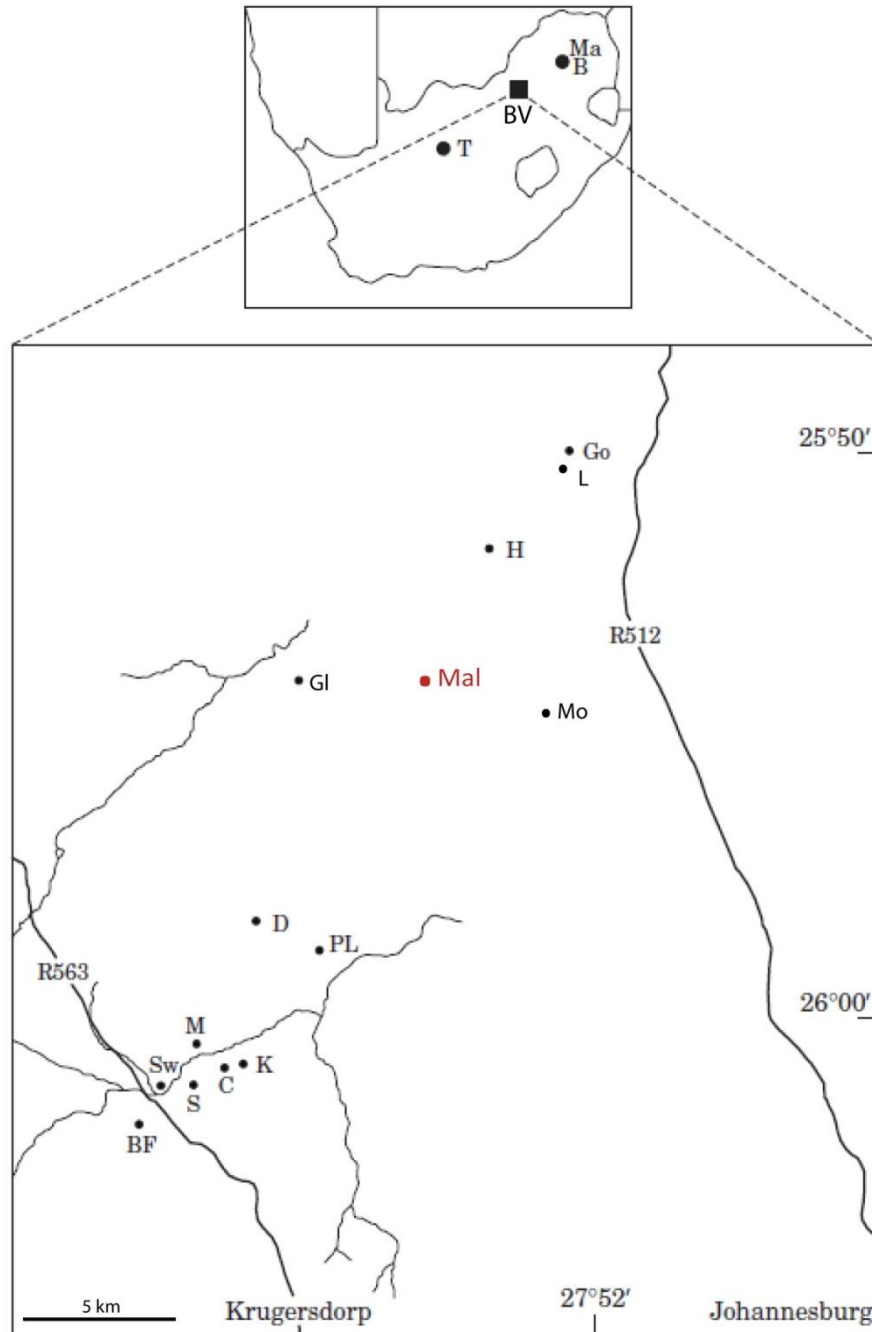 Ma
B
BV
T
25°50′
Go
L
H
R512
Gl
Mal
Mo
D
PL
R563
26°00′
M
Sw
C
K
S
BF
5 km
Krugersdorp
27°52′
Johannesburg